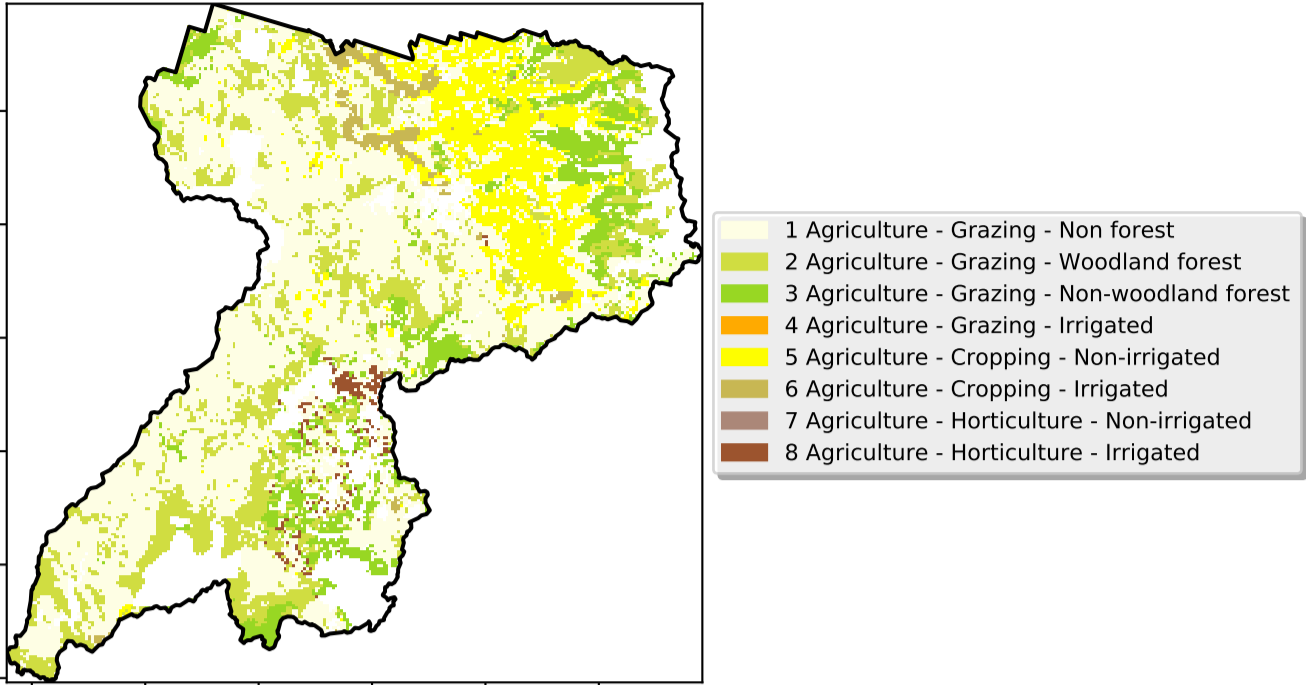 1 Agriculture - Grazing - Non forest
2 Agriculture - Grazing - Woodland forest
3 Agriculture - Grazing - Non-woodland forest
4 Agriculture - Grazing - Irrigated
5 Agriculture - Cropping - Non-irrigated
6 Agriculture - Cropping - Irrigated
7 Agriculture - Horticulture - Non-irrigated
8 Agriculture - Horticulture - Irrigated